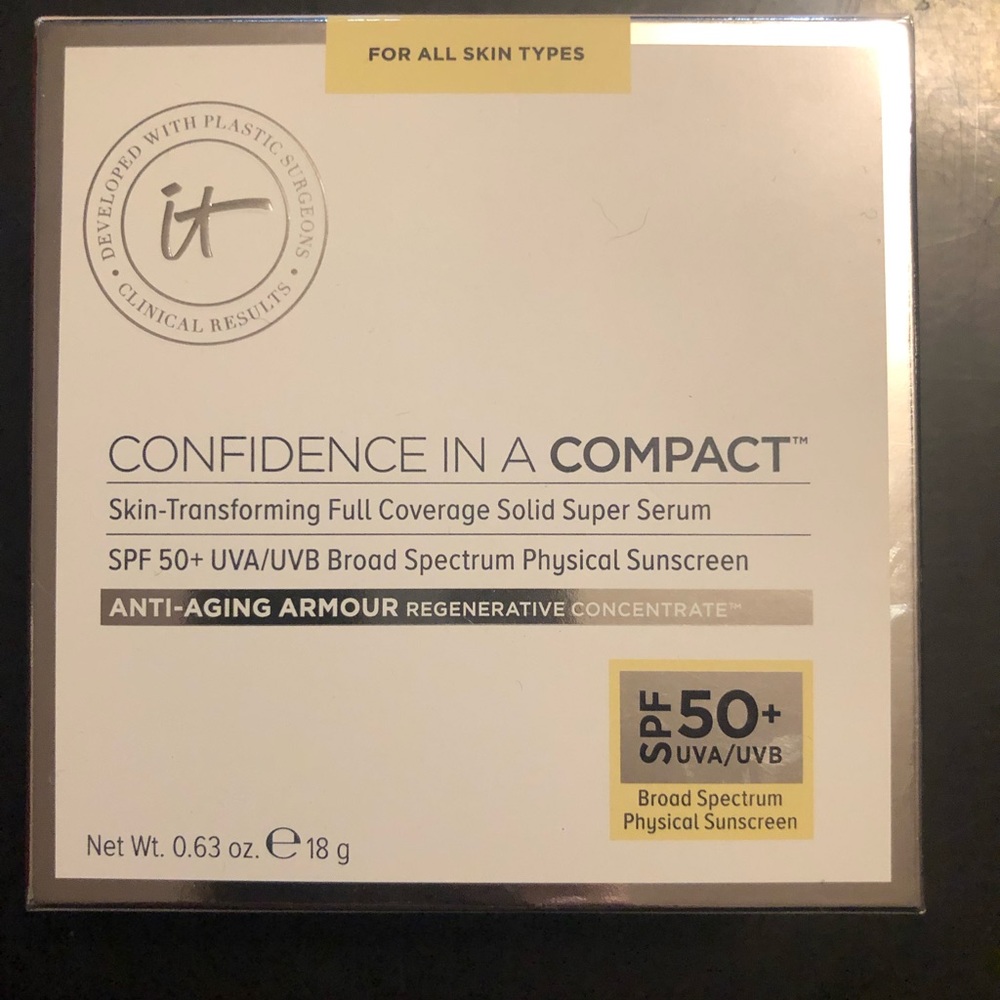 FOR ALL SKIN TYPES
DEVELOPED WITH PLASTIC SURGEONS • CLINICAL RESULTS •
it
CONFIDENCE IN A COMPACT™
Skin-Transforming Full Coverage Solid Super Serum
SPF 50+ UVA/UVB Broad Spectrum Physical Sunscreen
ANTI-AGING ARMOUR REGENERATIVE CONCENTRATE™
SPF 50+
UVA/UVB
Broad Spectrum
Physical Sunscreen
Net Wt. 0.63 oz. ℮ 18 g